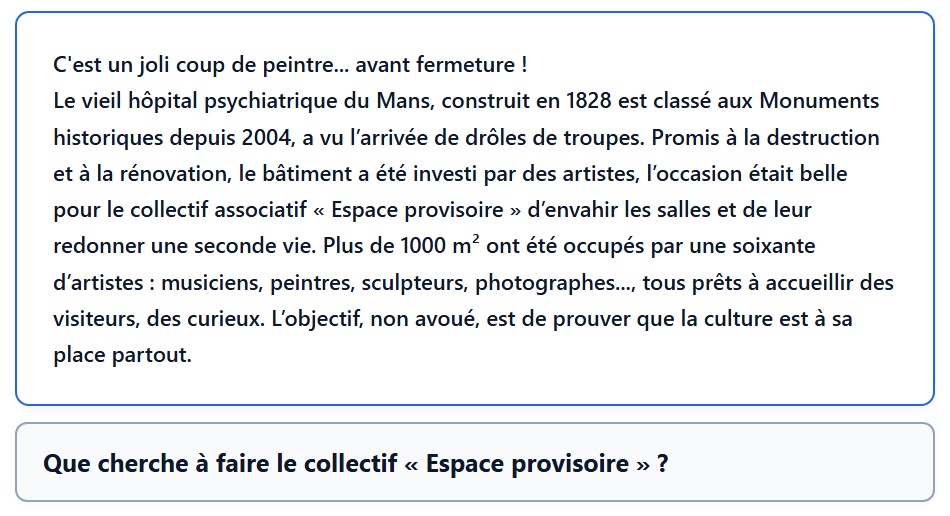 C'est un joli coup de peintre... avant fermeture !
Le vieil hôpital psychiatrique du Mans, construit en 1828 est classé aux Monuments
historiques depuis 2004, a vu l’arrivée de drôles de troupes. Promis à la destruction
et à la rénovation, le bâtiment a été investi par des artistes, l’occasion était belle
pour le collectif associatif « Espace provisoire » d’envahir les salles et de leur
redonner une seconde vie. Plus de 1000 m² ont été occupés par une soixante
d’artistes : musiciens, peintres, sculpteurs, photographes..., tous prêts à accueillir des
visiteurs, des curieux. L’objectif, non avoué, est de prouver que la culture est à sa
place partout.
Que cherche à faire le collectif « Espace provisoire » ?